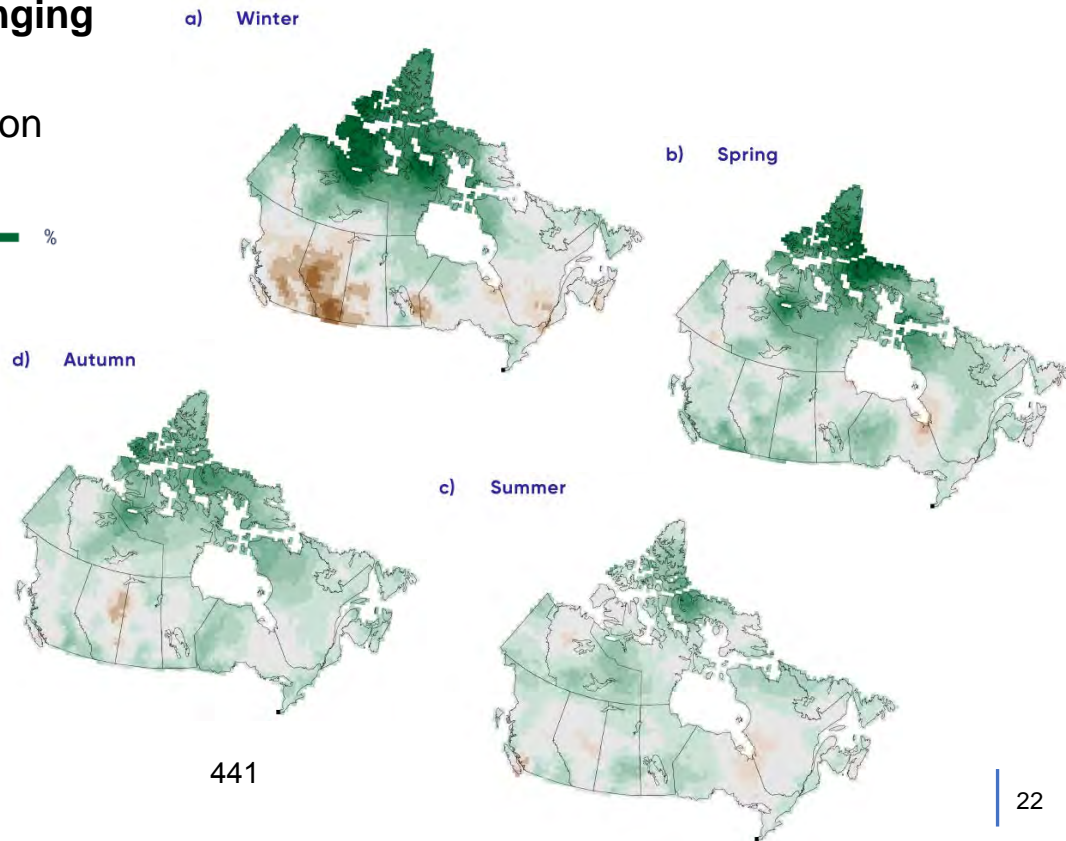 nging
on
%
a) Winter
b) Spring
d) Autumn
c) Summer
441
22